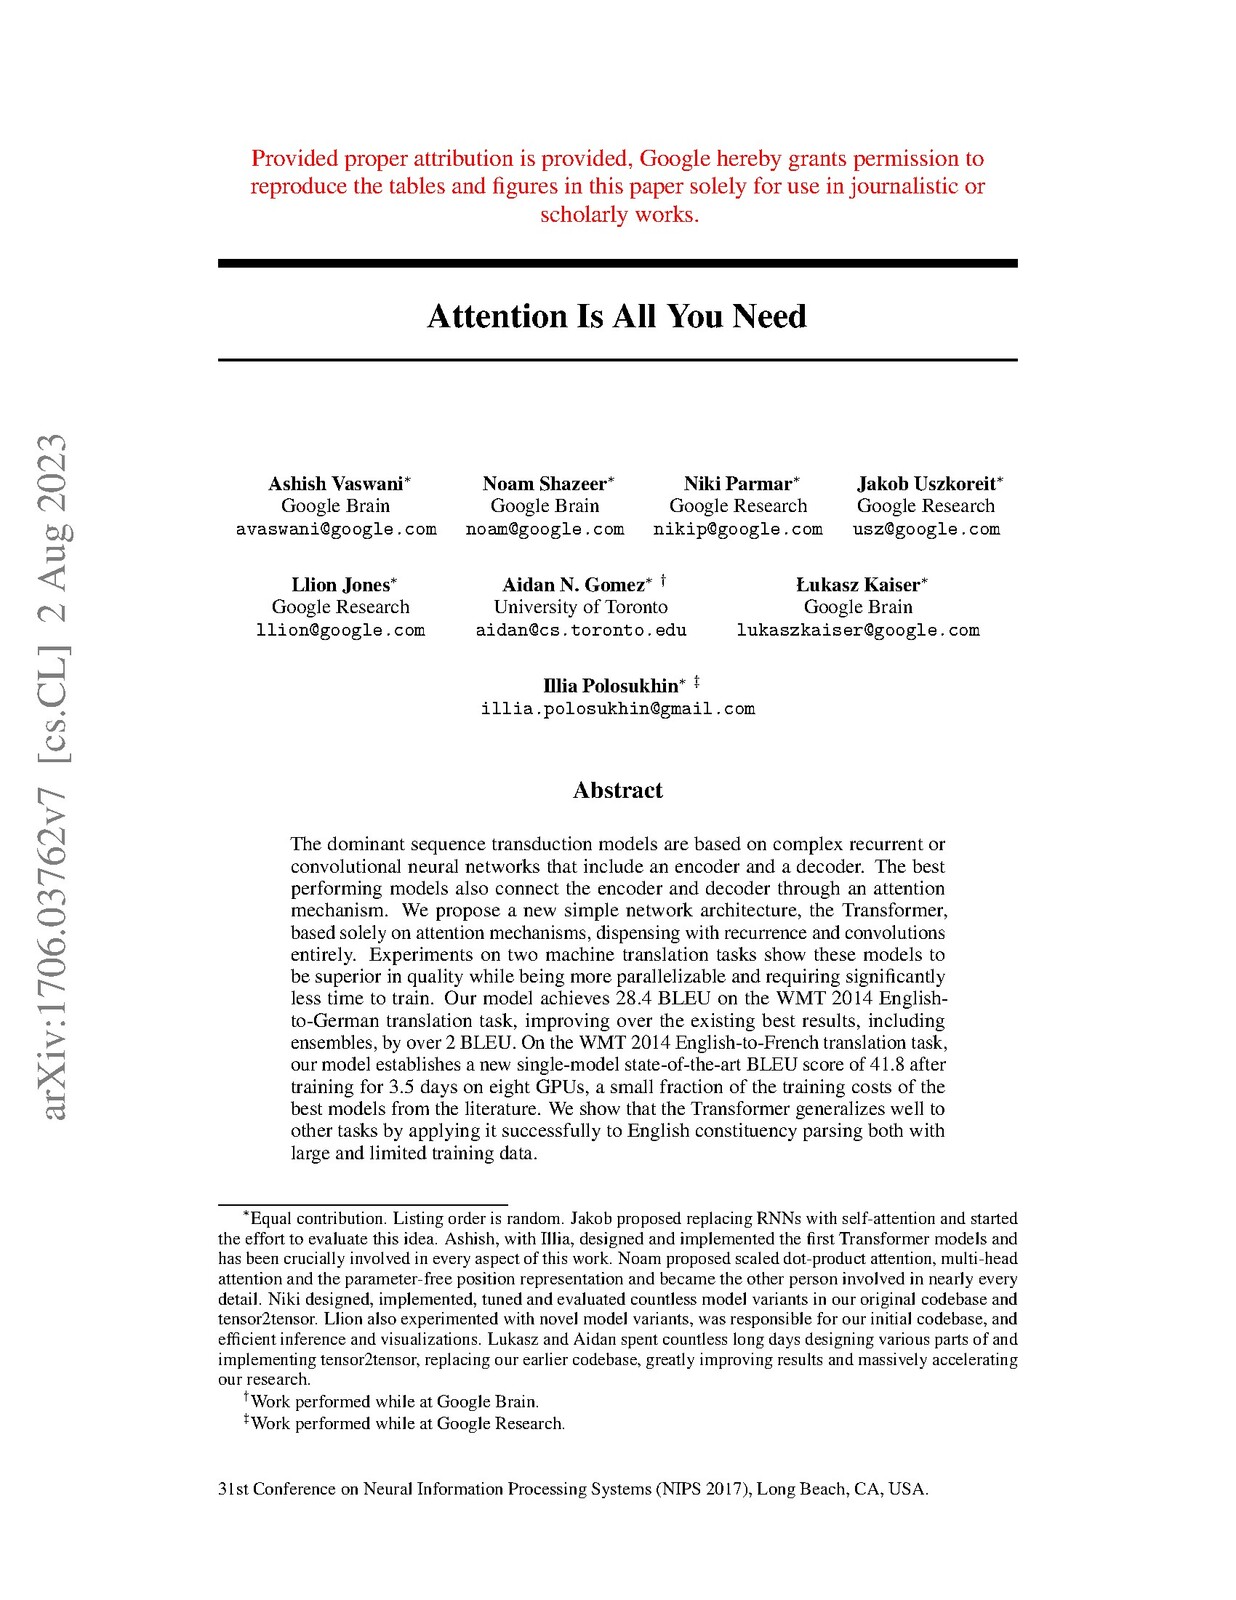 Provided proper attribution is provided, Google hereby grants permission to
reproduce the tables and figures in this paper solely for use in journalistic or
scholarly works.
Attention Is All You Need
Ashish Vaswani* Noam Shazeer* Niki Parmar* Jakob Uszkoreit*
Google Brain Google Brain Google Research Google Research
avaswani@google.com noam@google.com nikip@google.com usz@google.com
Llion Jones* Aidan N. Gomez* † Łukasz Kaiser*
Google Research University of Toronto Google Brain
llion@google.com aidan@cs.toronto.edu lukaszkaiser@google.com
Illia Polosukhin* ‡
illia.polosukhin@gmail.com
Abstract
The dominant sequence transduction models are based on complex recurrent or
convolutional neural networks that include an encoder and a decoder. The best
performing models also connect the encoder and decoder through an attention
mechanism. We propose a new simple network architecture, the Transformer,
based solely on attention mechanisms, dispensing with recurrence and convolutions
entirely. Experiments on two machine translation tasks show these models to
be superior in quality while being more parallelizable and requiring significantly
less time to train. Our model achieves 28.4 BLEU on the WMT 2014 English-
to-German translation task, improving over the existing best results, including
ensembles, by over 2 BLEU. On the WMT 2014 English-to-French translation task,
our model establishes a new single-model state-of-the-art BLEU score of 41.8 after
training for 3.5 days on eight GPUs, a small fraction of the training costs of the
best models from the literature. We show that the Transformer generalizes well to
other tasks by applying it successfully to English constituency parsing both with
large and limited training data.
*Equal contribution. Listing order is random. Jakob proposed replacing RNNs with self-attention and started
the effort to evaluate this idea. Ashish, with Illia, designed and implemented the first Transformer models and
has been crucially involved in every aspect of this work. Noam proposed scaled dot-product attention, multi-head
attention and the parameter-free position representation and became the other person involved in nearly every
detail. Niki designed, implemented, tuned and evaluated countless model variants in our original codebase and
tensor2tensor. Llion also experimented with novel model variants, was responsible for our initial codebase, and
efficient inference and visualizations. Lukasz and Aidan spent countless long days designing various parts of and
implementing tensor2tensor, replacing our earlier codebase, greatly improving results and massively accelerating
our research.
†Work performed while at Google Brain.
‡Work performed while at Google Research.
31st Conference on Neural Information Processing Systems (NIPS 2017), Long Beach, CA, USA.
arXiv:1706.03762v7 [cs.CL] 2 Aug 2023